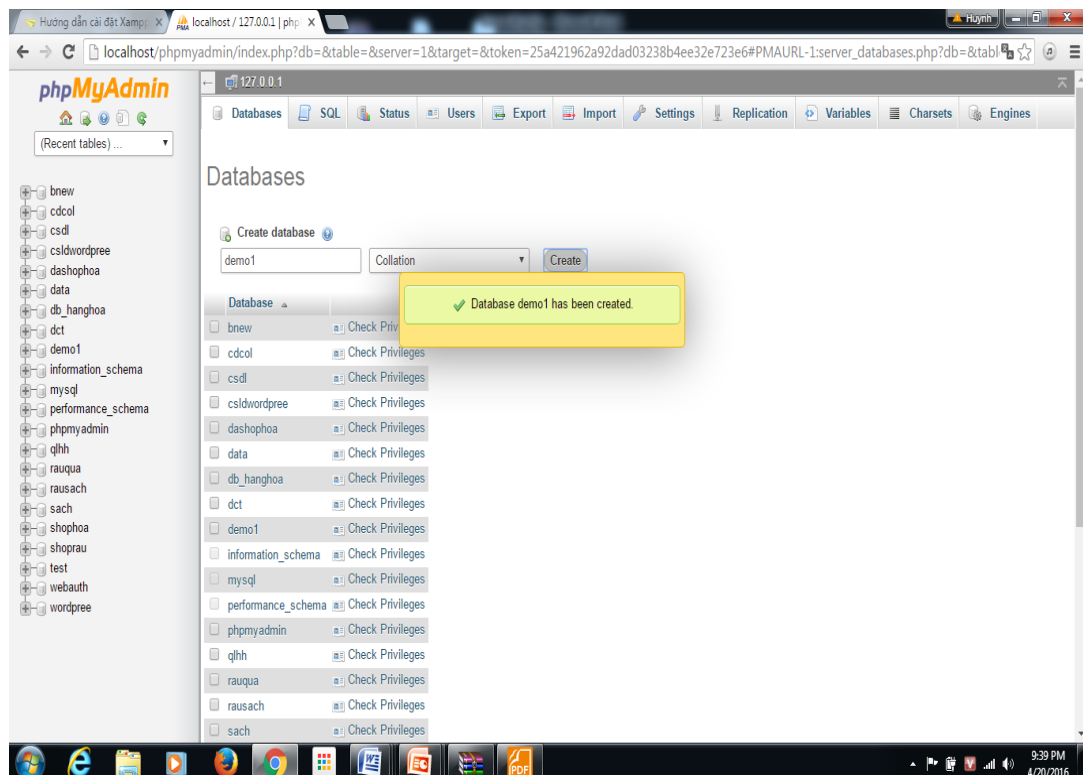 Hướng dẫn cài đặt Xampp
localhost / 127.0.0.1 | php
Huynh
localhost/phpmyadmin/index.php?db=&table=&server=1&target=&token=25a421962a92dad03238b4ee32e723e6#PMAURL-1:server_databases.php?db=&tabl
phpMyAdmin
(Recent tables) ...
bnew
cdcol
csdl
csldwordpree
dashophoa
data
db_hanghoa
dct
demo1
information_schema
mysql
performance_schema
phpmyadmin
qlhh
rauqua
rausach
sach
shophoa
shoprau
test
webauth
wordpree
127.0.0.1
Databases SQL Status Users Export Import Settings Replication Variables Charsets Engines
Databases
Create database
demo1 Collation Create
Database demo1 has been created.
Database
bnew Check Priv
cdcol Check Privileges
csdl Check Privileges
csldwordpree Check Privileges
dashophoa Check Privileges
data Check Privileges
db_hanghoa Check Privileges
dct Check Privileges
demo1 Check Privileges
information_schema Check Privileges
mysql Check Privileges
performance_schema Check Privileges
phpmyadmin Check Privileges
qlhh Check Privileges
rauqua Check Privileges
rausach Check Privileges
sach Check Privileges
PDF
9:39 PM
4/20/2016